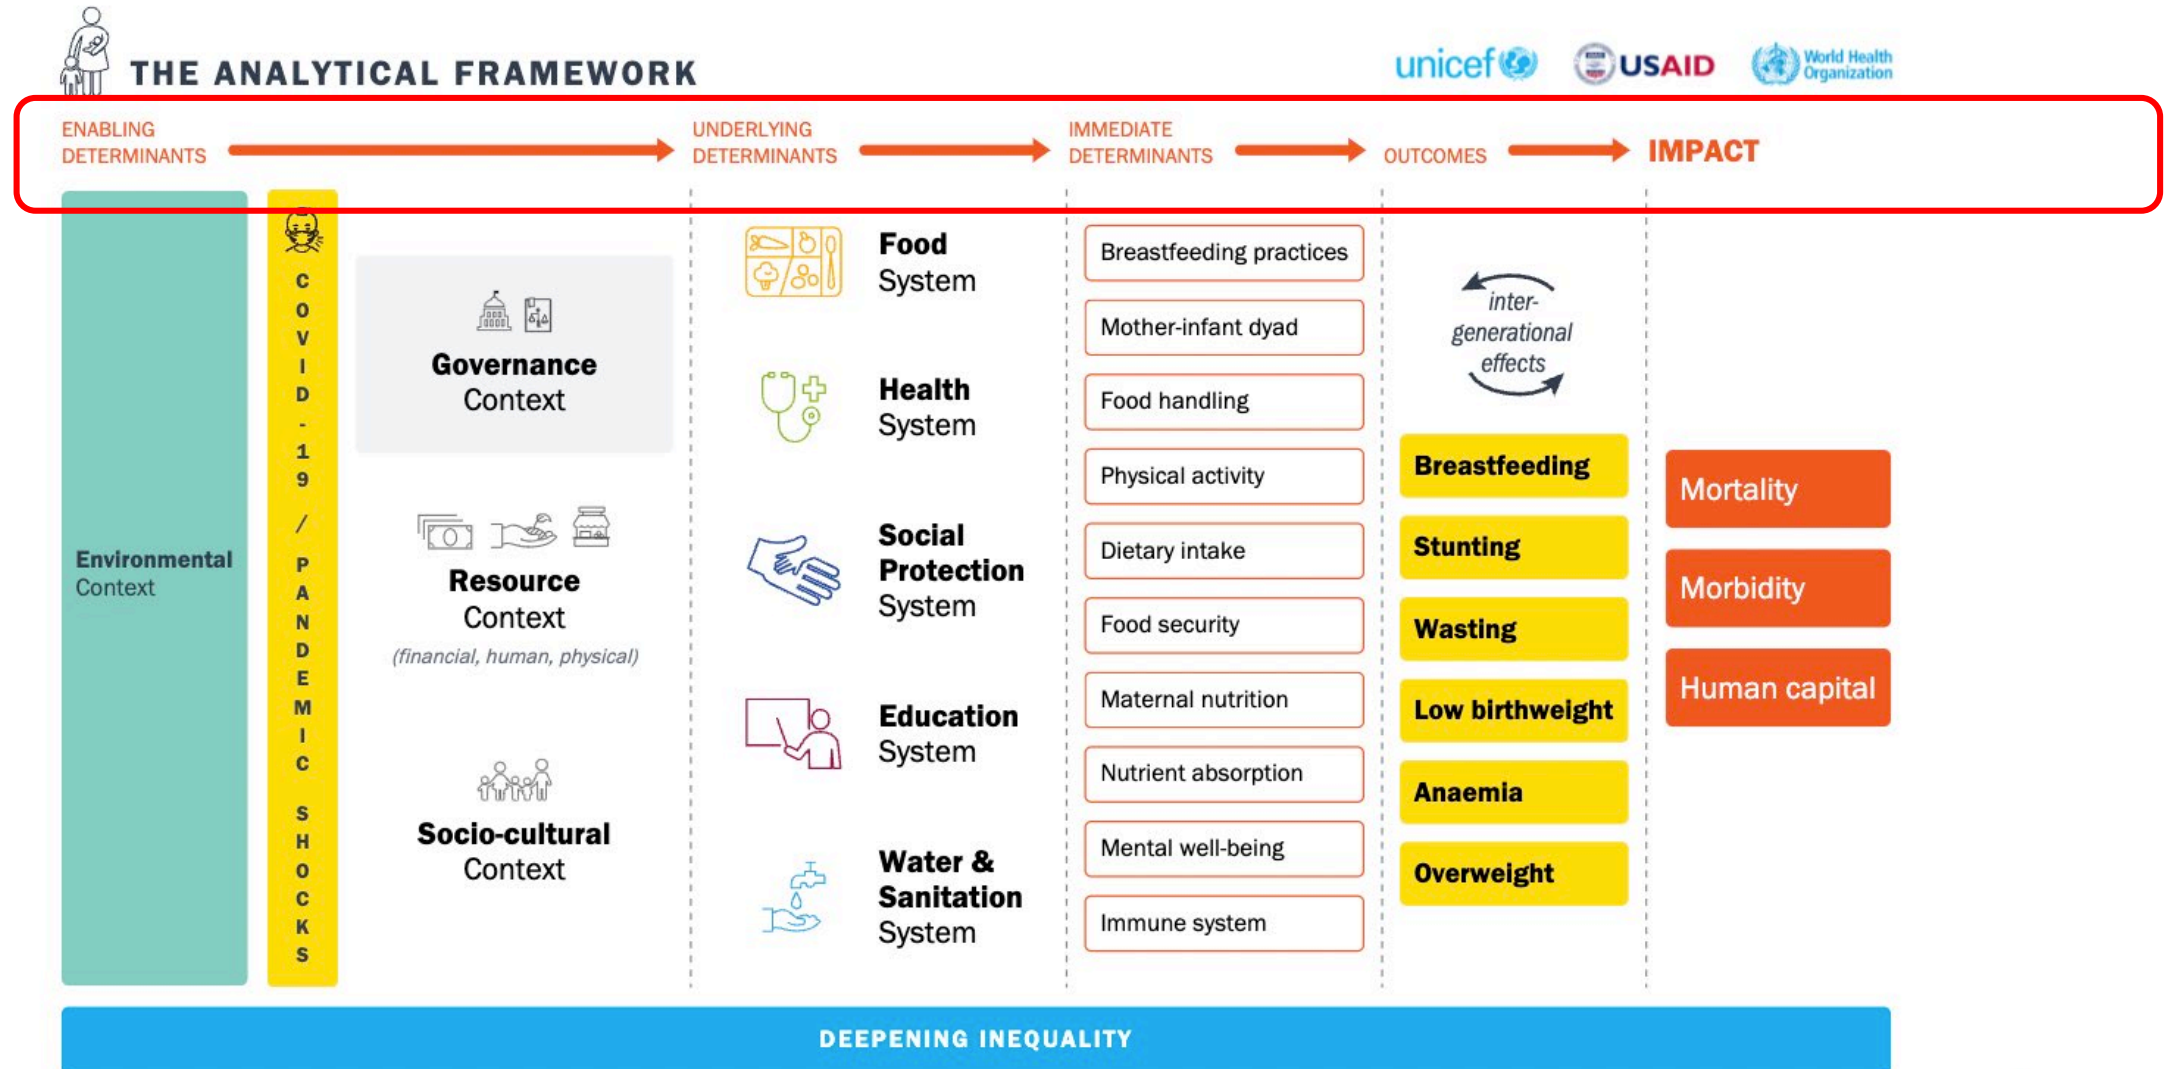 THE ANALYTICAL FRAMEWORK
unicef
USAID
World Health
Organization
ENABLING
DETERMINANTS
UNDERLYING
DETERMINANTS
IMMEDIATE
DETERMINANTS
OUTCOMES
IMPACT
Environmental
Context
COVID-19 / PANDEMIC SHOCKS
Governance
Context
Resource
Context
(financial, human, physical)
Socio-cultural
Context
Food
System
Health
System
Social
Protection
System
Education
System
Water &
Sanitation
System
Breastfeeding practices
Mother-infant dyad
Food handling
Physical activity
Dietary intake
Food security
Maternal nutrition
Nutrient absorption
Mental well-being
Immune system
inter-
generational
effects
Breastfeeding
Stunting
Wasting
Low birthweight
Anaemia
Overweight
Mortality
Morbidity
Human capital
DEEPENING INEQUALITY